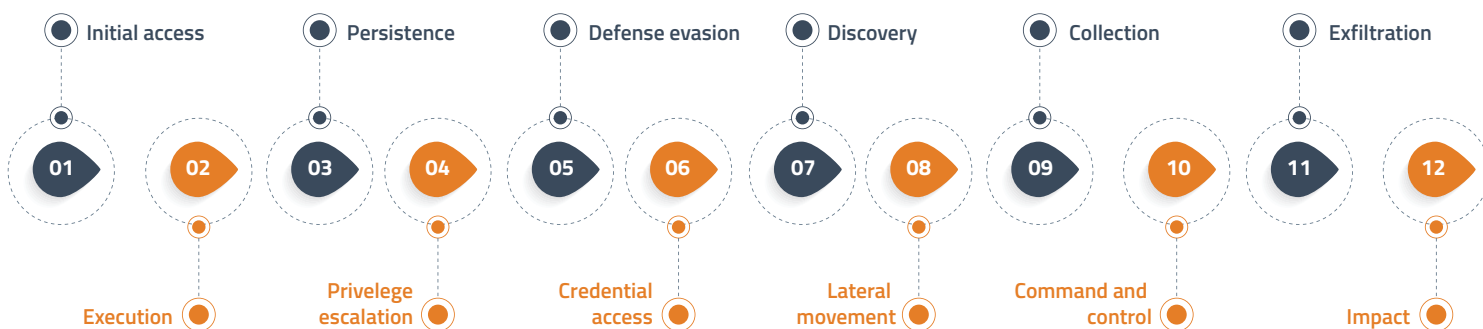 Initial access
Persistence
Defense evasion
Discovery
Collection
Exfiltration
01
02
03
04
05
06
07
08
09
10
11
12
Execution
Privelege
escalation
Credential
access
Lateral
movement
Command and
control
Impact